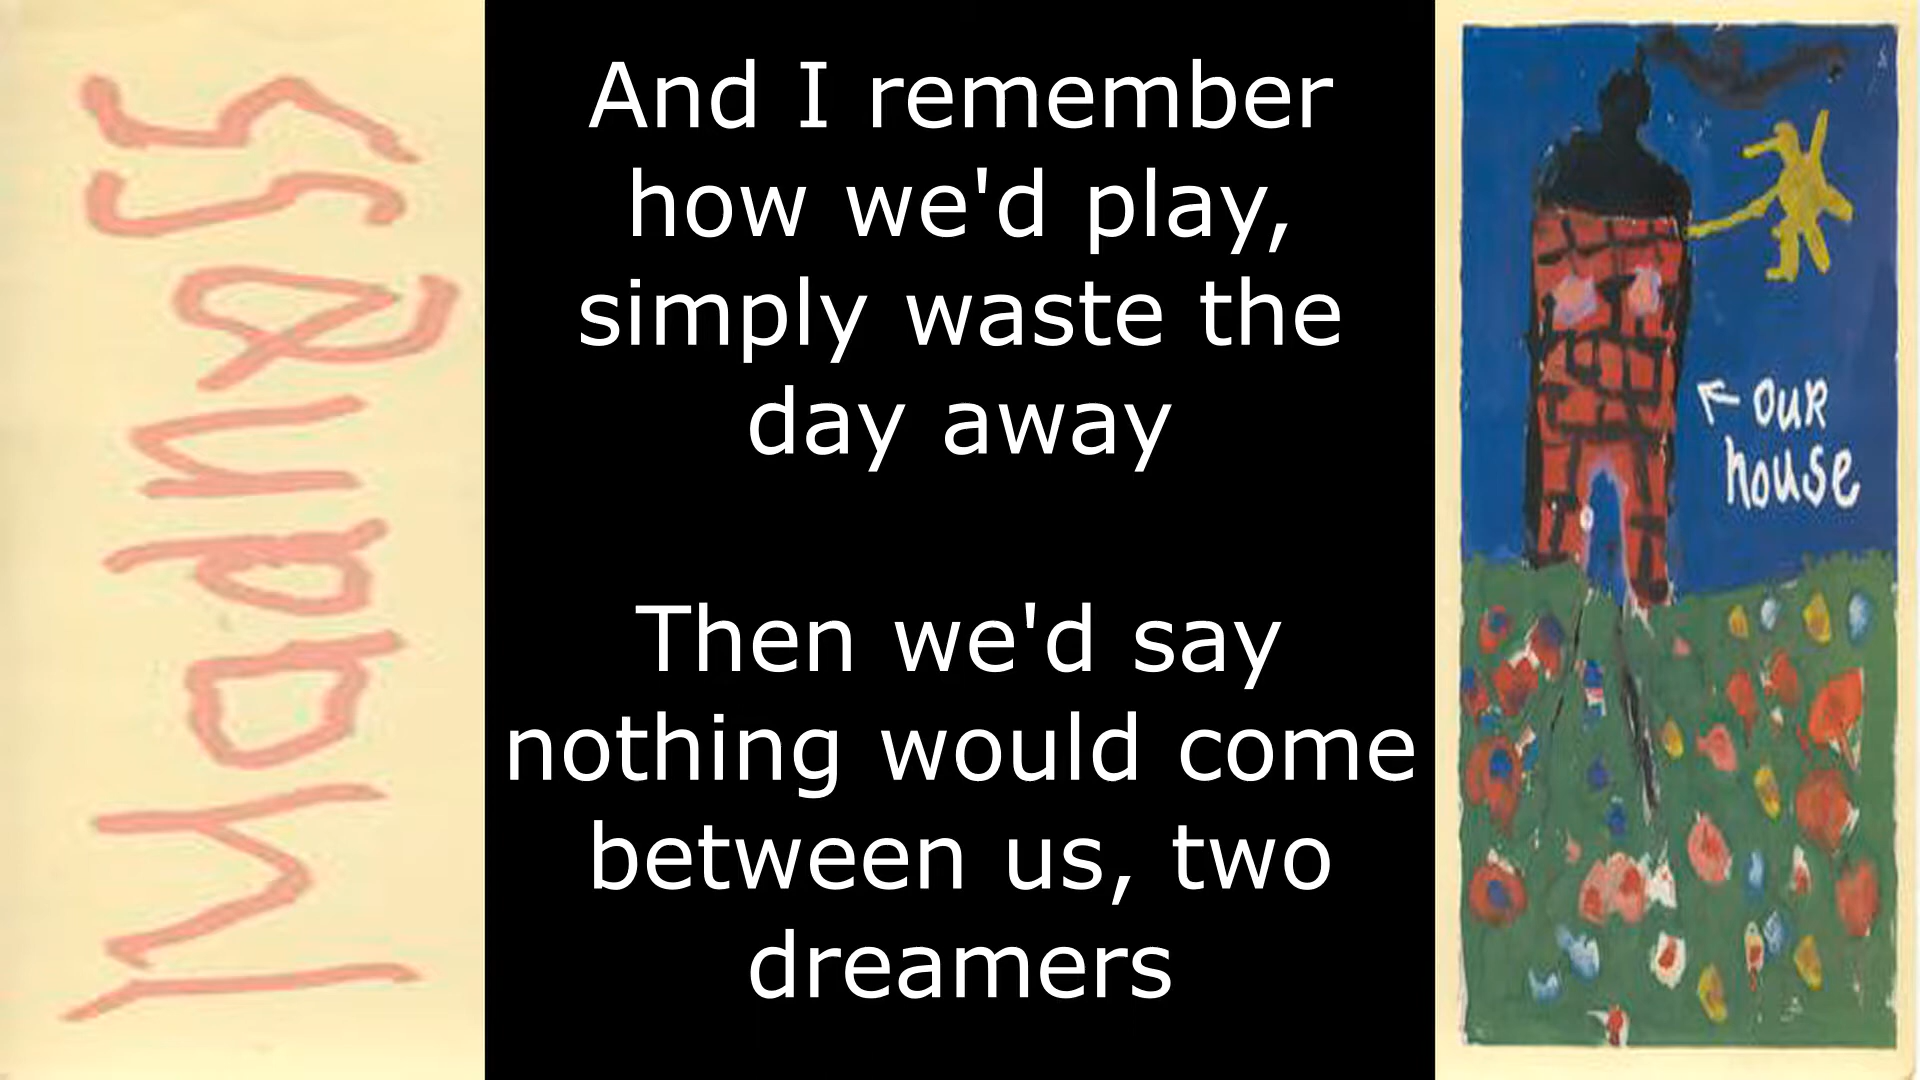 Madness
And I remember
how we'd play,
simply waste the
day away
Then we'd say
nothing would come
between us, two
dreamers
← our
house